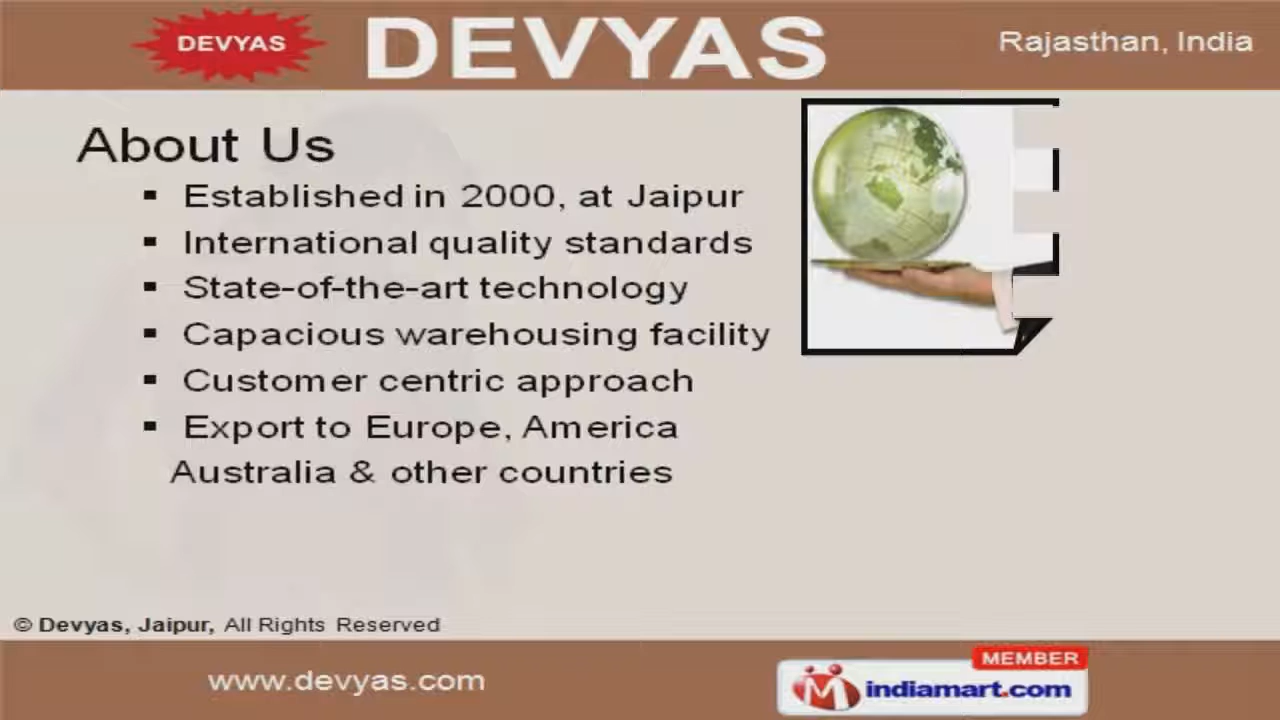 DEVYAS
DEVYAS
Rajasthan, India
About Us
▪ Established in 2000, at Jaipur
▪ International quality standards
▪ State-of-the-art technology
▪ Capacious warehousing facility
▪ Customer centric approach
▪ Export to Europe, America
Australia & other countries
© Devyas, Jaipur, All Rights Reserved
www.devyas.com
MEMBER
indiamart.com